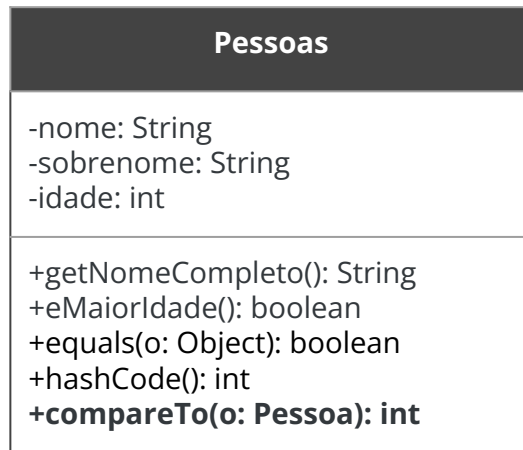 Pessoas
-nome: String
-sobrenome: String
-idade: int
+getNomeCompleto(): String
+eMaiorIdade(): boolean
+equals(o: Object): boolean
+hashCode(): int
+compareTo(o: Pessoa): int